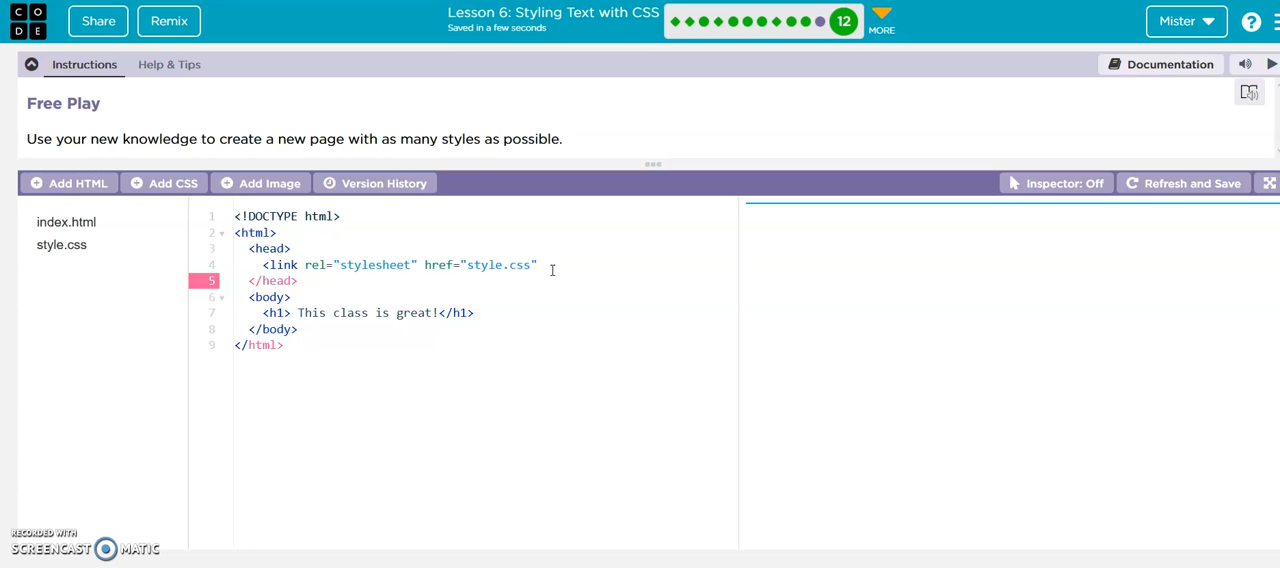 C O
D E
Share
Remix
Lesson 6: Styling Text with CSS
Saved in a few seconds
12
MORE
Mister
?
Instructions
Help & Tips
Documentation
Free Play
Use your new knowledge to create a new page with as many styles as possible.
Add HTML
Add CSS
Add Image
Version History
Inspector: Off
Refresh and Save
index.html
style.css
1 <!DOCTYPE html>
2 <html>
3 <head>
4 <link rel="stylesheet" href="style.css"
5 </head>
6 <body>
7 <h1> This class is great!</h1>
8 </body>
9 </html>
RECORDED WITH
SCREENCAST MATIC